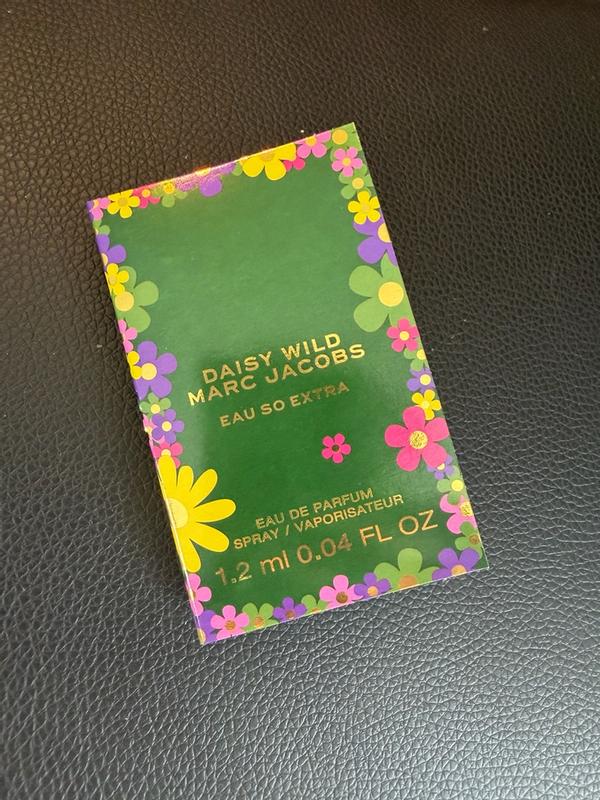 DAISY WILD
MARC JACOBS
EAU SO EXTRA
EAU DE PARFUM
SPRAY / VAPORISATEUR
1.2 ml 0.04 FL OZ